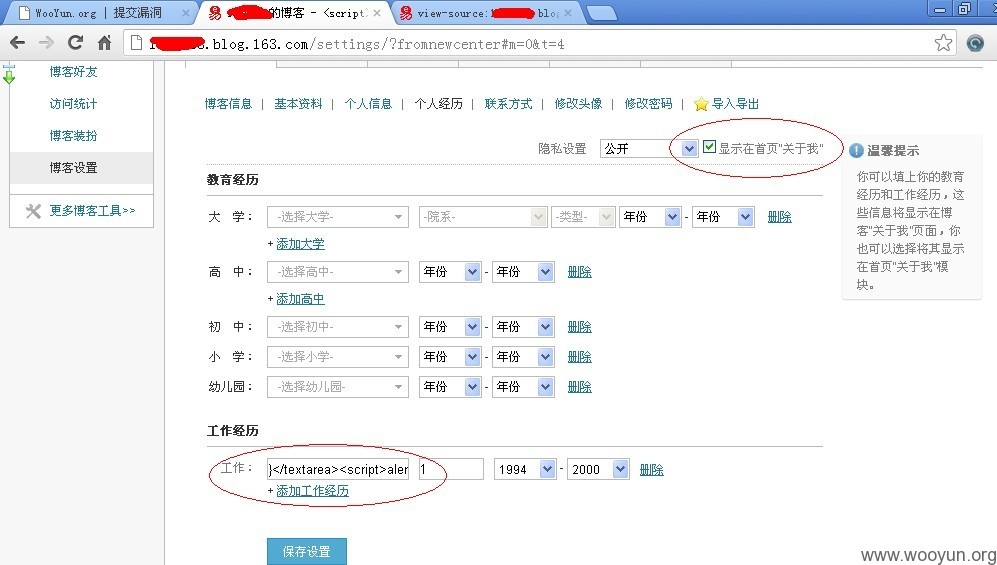 WooYun.org | 提交漏洞
的博客 - <script>
view-source:1
blo
.blog.163.com/settings/?fromnewcenter#m=0&t=4
博客好友
访问统计
博客装扮
博客设置
更多博客工具>>
博客信息 | 基本资料 | 个人信息 | 个人经历 | 联系方式 | 修改头像 | 修改密码 | 导入导出
隐私设置 公开 显示在首页"关于我"
温馨提示
你可以填上你的教育
经历和工作经历，这
些信息将显示在博
客"关于我"页面，你
也可以选择将其显示
在首页"关于我"模
块。
教育经历
大 学： -选择大学- -院系- -类型- 年份 - 年份 删除
+ 添加大学
高 中： -选择高中- 年份 - 年份 删除
+ 添加高中
初 中： -选择初中- 年份 - 年份 删除
小 学： -选择小学- 年份 - 年份 删除
幼儿园： -选择幼儿园- 年份 - 年份 删除
工作经历
工作： }</textarea><script>aler 1 1994 - 2000 删除
+ 添加工作经历
保存设置
www.wooyun.org